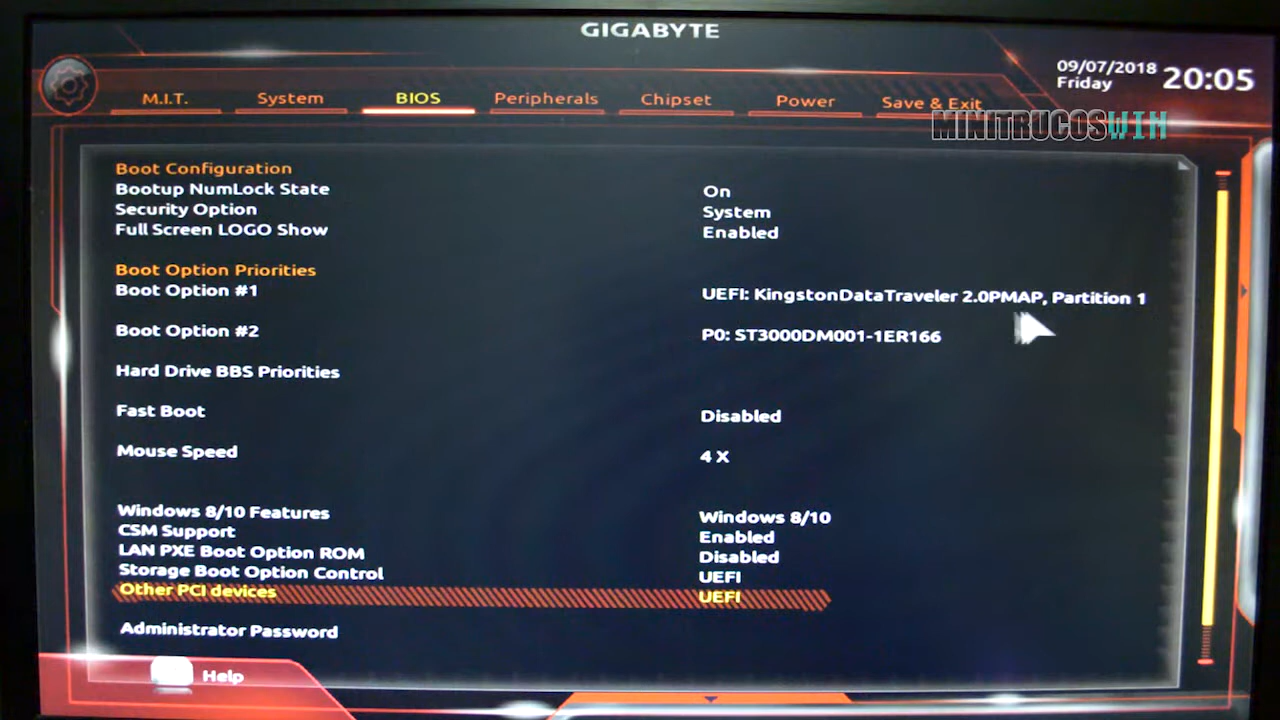 GIGABYTE
09/07/2018
Friday
20:05
M.I.T. System BIOS Peripherals Chipset Power Save & Exit
MINITRUCOSWIN
Boot Configuration
Bootup NumLock State On
Security Option System
Full Screen LOGO Show Enabled
Boot Option Priorities
Boot Option #1 UEFI: KingstonDataTraveler 2.0PMAP, Partition 1
Boot Option #2 P0: ST3000DM001-1ER166
Hard Drive BBS Priorities
Fast Boot Disabled
Mouse Speed 4 X
Windows 8/10 Features Windows 8/10
CSM Support Enabled
LAN PXE Boot Option ROM Disabled
Storage Boot Option Control UEFI
Other PCI devices UEFI
Administrator Password
Help